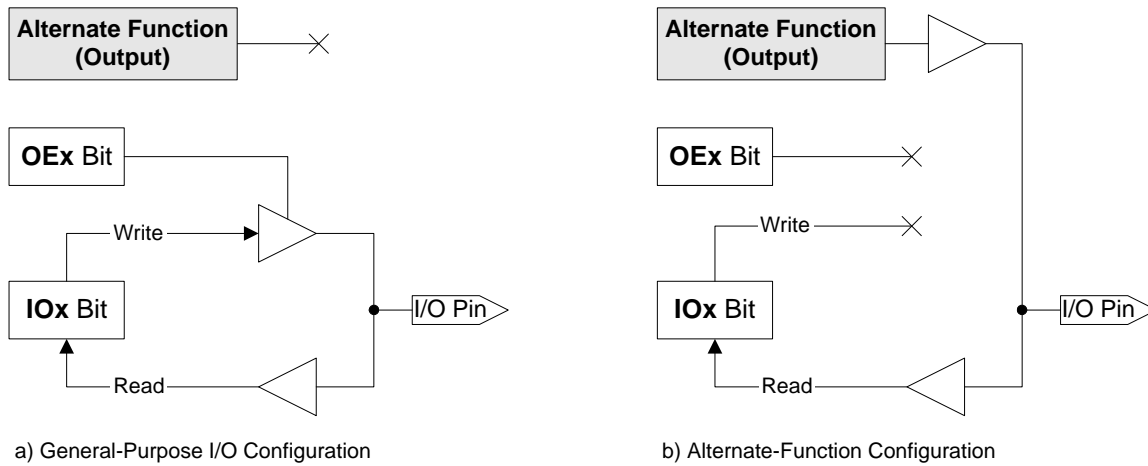 Alternate Function
(Output)
OEx Bit
Write
IOx Bit
I/O Pin
Read
a) General-Purpose I/O Configuration
Alternate Function
(Output)
OEx Bit
Write
IOx Bit
I/O Pin
Read
b) Alternate-Function Configuration